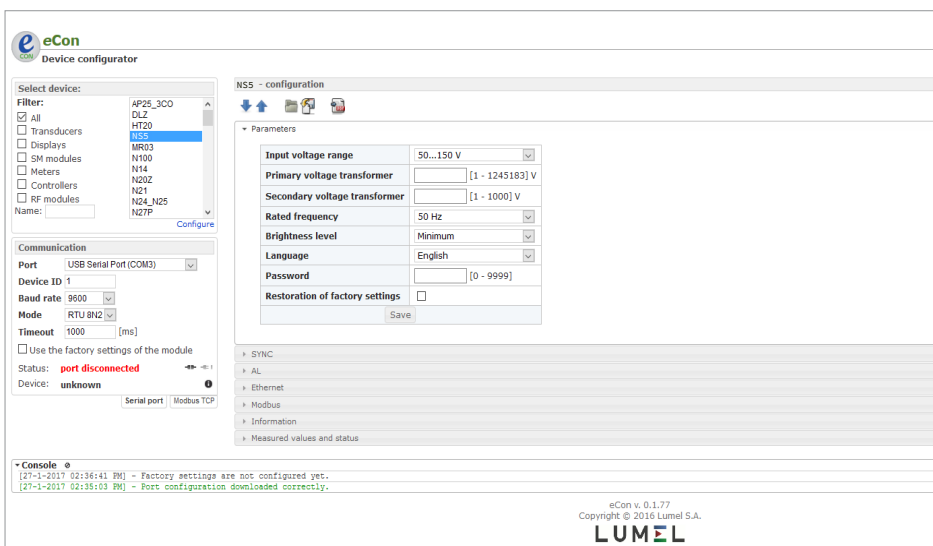 e eCon
CON
Device configurator
Select device:
Filter:
All
Transducers
Displays
SM modules
Meters
Controllers
RF modules
Name:
AP25_3CO
DLZ
HT20
NS5
MR03
N100
N14
N20Z
N21
N24_N25
N27P
Configure
Communication
Port USB Serial Port (COM3)
Device ID 1
Baud rate 9600
Mode RTU 8N2
Timeout 1000 [ms]
Use the factory settings of the module
Status: port disconnected
Device: unknown
Serial port Modbus TCP
NS5 - configuration
Parameters
Input voltage range 50...150 V
Primary voltage transformer [1 - 1245183] V
Secondary voltage transformer [1 - 1000] V
Rated frequency 50 Hz
Brightness level Minimum
Language English
Password [0 - 9999]
Restoration of factory settings
Save
SYNC
AL
Ethernet
Modbus
Information
Measured values and status
Console
[27-1-2017 02:36:41 PM] - Factory settings are not configured yet.
[27-1-2017 02:35:03 PM] - Port configuration downloaded correctly.
eCon v. 0.1.77
Copyright © 2016 Lumel S.A.
LUMEL